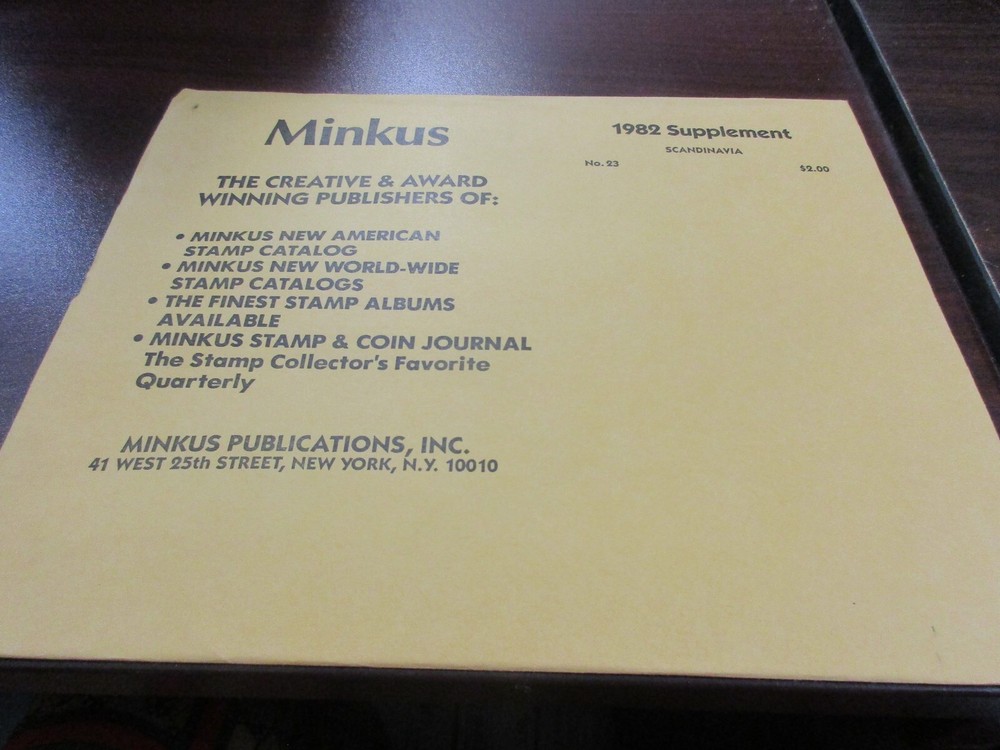 Minkus
THE CREATIVE & AWARD
WINNING PUBLISHERS OF:
• MINKUS NEW AMERICAN
STAMP CATALOG
• MINKUS NEW WORLD-WIDE
STAMP CATALOGS
• THE FINEST STAMP ALBUMS
AVAILABLE
• MINKUS STAMP & COIN JOURNAL
The Stamp Collector's Favorite
Quarterly
MINKUS PUBLICATIONS, INC.
41 WEST 25th STREET, NEW YORK, N.Y. 10010
1982 Supplement
SCANDINAVIA
No. 23 $2.00